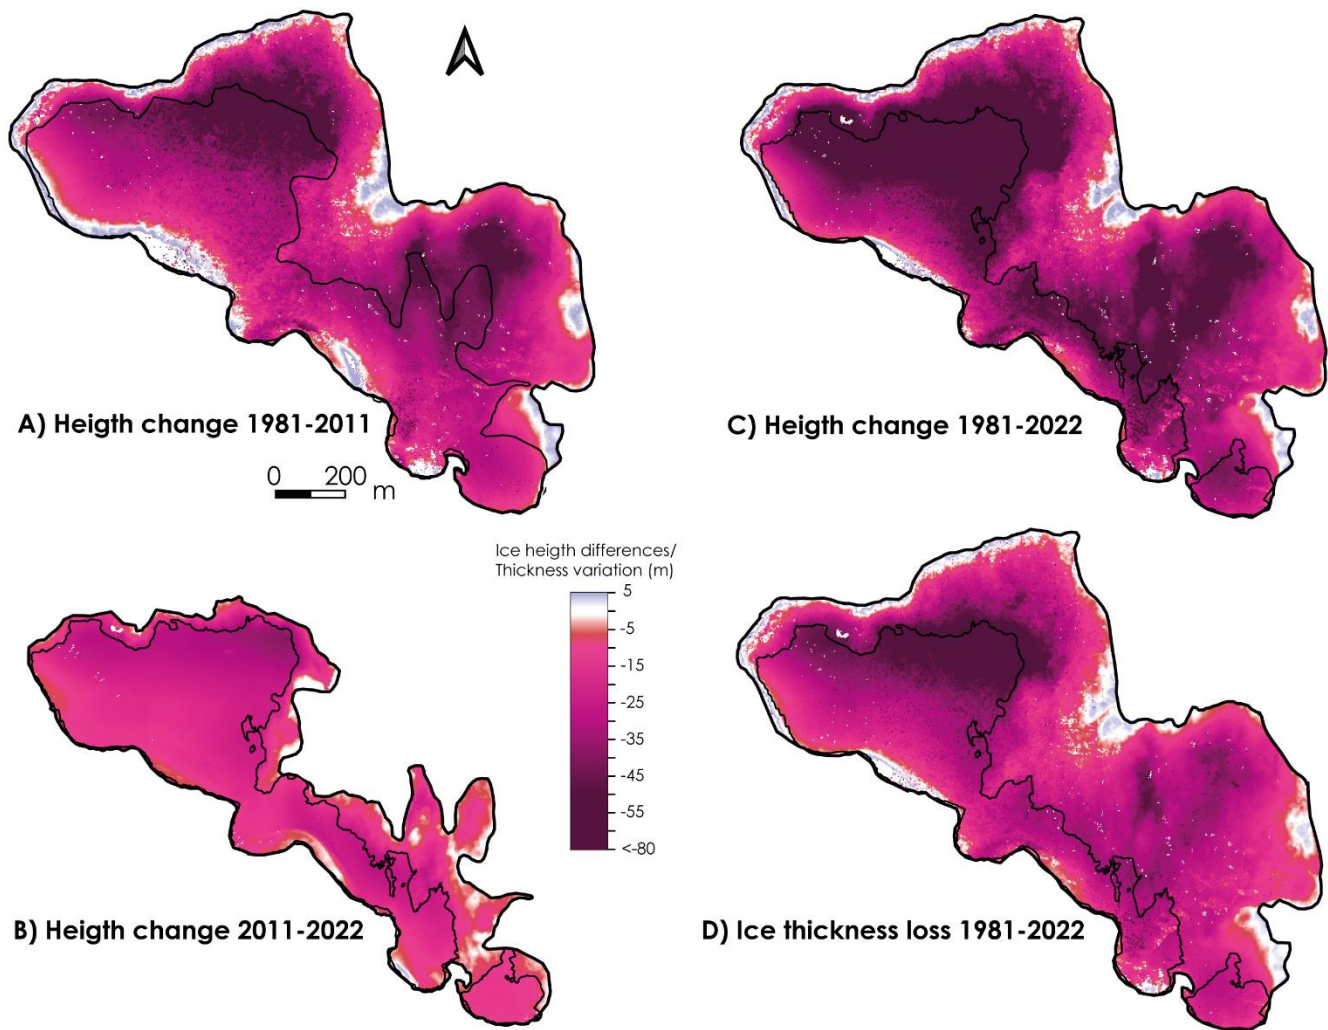 A) Heigth change 1981-2011
0 200 m
C) Heigth change 1981-2022
Ice heigth differences/
Thickness variation (m)
5
-5
-15
-25
-35
-45
-55
<-80
B) Heigth change 2011-2022
D) Ice thickness loss 1981-2022